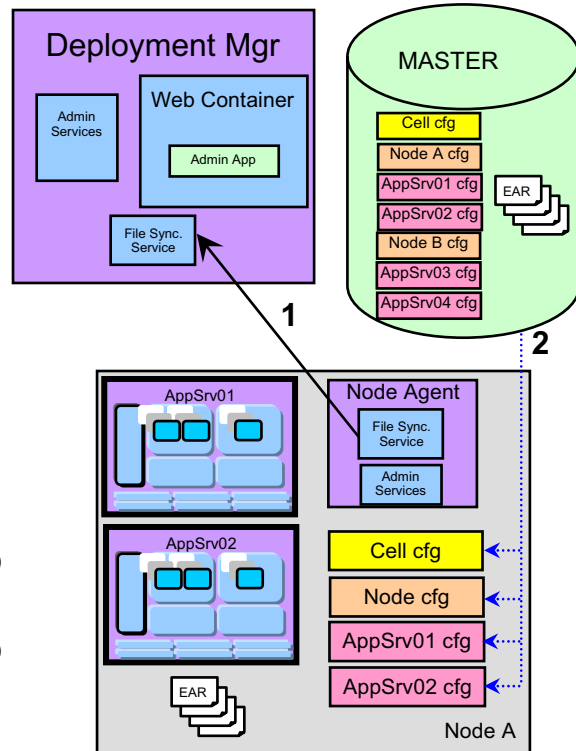 Deployment Mgr
Admin
Services
Web Container
Admin App
File Sync.
Service
MASTER
Cell cfg
Node A cfg
AppSrv01 cfg
AppSrv02 cfg
Node B cfg
AppSrv03 cfg
AppSrv04 cfg
EAR
1
2
AppSrv01
Node Agent
File Sync.
Service
Admin
Services
AppSrv02
Cell cfg
Node cfg
AppSrv01 cfg
AppSrv02 cfg
EAR
Node A
)
)